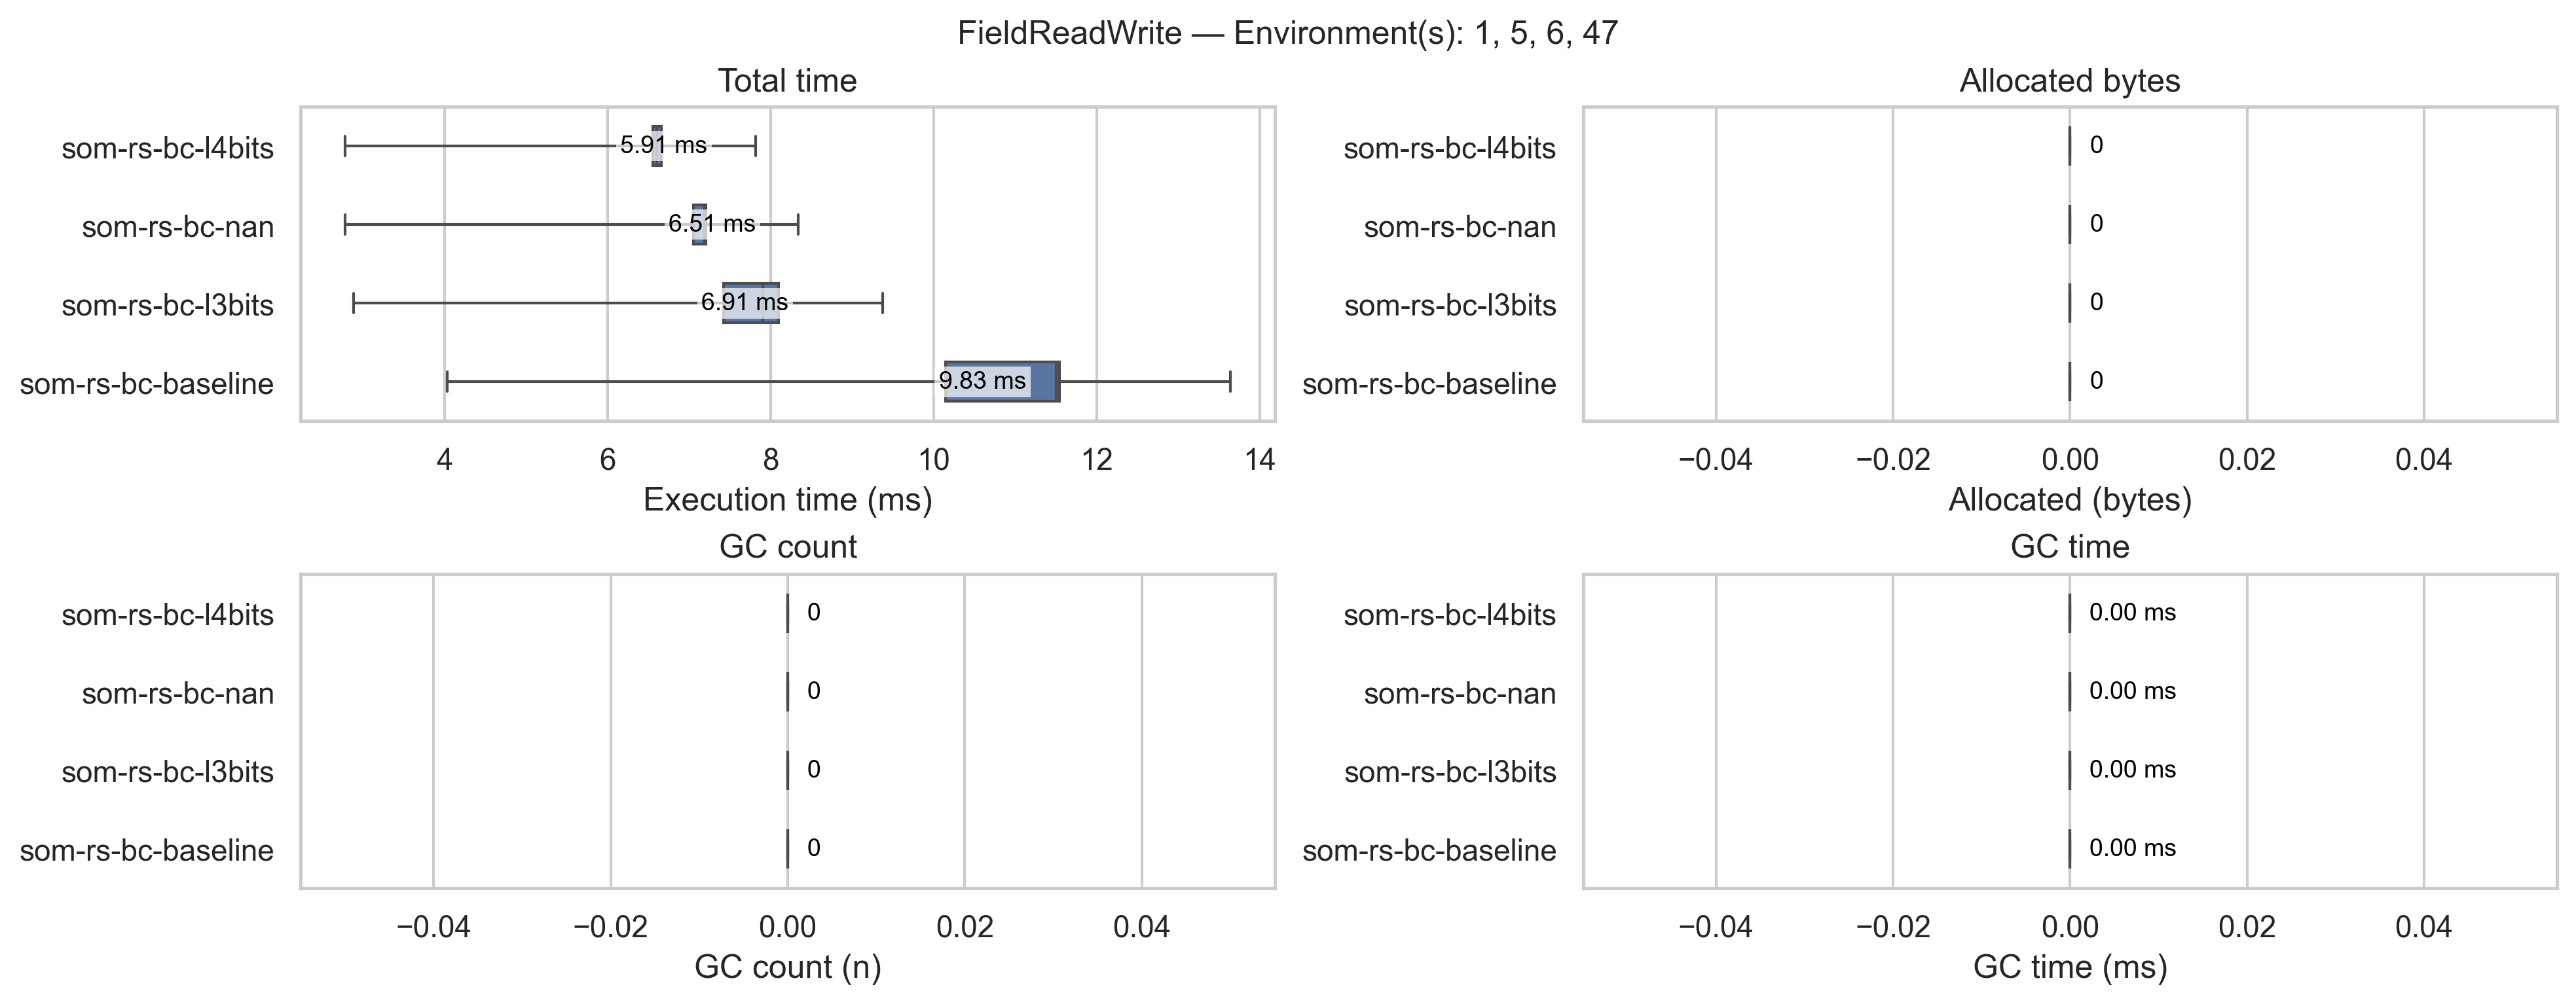 FieldReadWrite — Environment(s): 1, 5, 6, 47
Total time
som-rs-bc-l4bits
5.91 ms
som-rs-bc-nan
6.51 ms
som-rs-bc-l3bits
6.91 ms
som-rs-bc-baseline
9.83 ms
4 6 8 10 12 14
Execution time (ms)
Allocated bytes
som-rs-bc-l4bits
0
som-rs-bc-nan
0
som-rs-bc-l3bits
0
som-rs-bc-baseline
0
−0.04 −0.02 0.00 0.02 0.04
Allocated (bytes)
GC count
som-rs-bc-l4bits
0
som-rs-bc-nan
0
som-rs-bc-l3bits
0
som-rs-bc-baseline
0
−0.04 −0.02 0.00 0.02 0.04
GC count (n)
GC time
som-rs-bc-l4bits
0.00 ms
som-rs-bc-nan
0.00 ms
som-rs-bc-l3bits
0.00 ms
som-rs-bc-baseline
0.00 ms
−0.04 −0.02 0.00 0.02 0.04
GC time (ms)